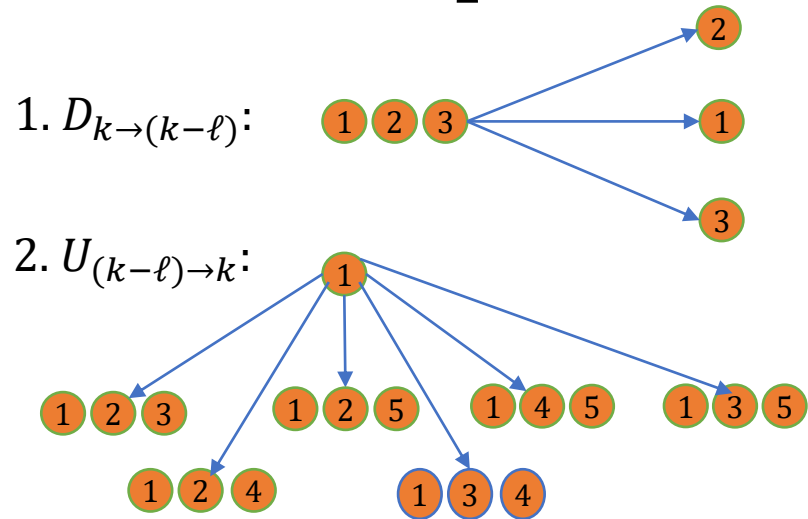 2
1. D_{k→(k−ℓ)}: 1 2 3 1
3
2. U_{(k−ℓ)→k}: 1
1 2 3 1 2 5 1 4 5 1 3 5
1 2 4 1 3 4